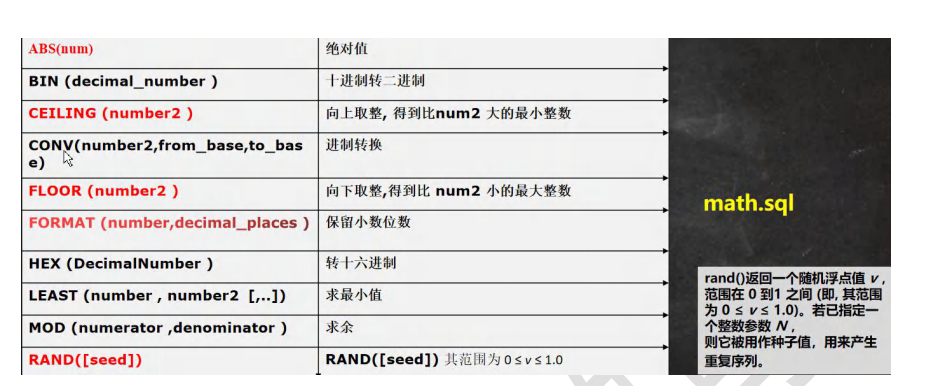 ABS(num) 绝对值
BIN (decimal_number ) 十进制转二进制
CEILING (number2 ) 向上取整, 得到比num2 大的最小整数
CONV(number2,from_base,to_bas 进制转换
e)
FLOOR (number2 ) 向下取整,得到比 num2 小的最大整数
FORMAT (number,decimal_places ) 保留小数位数
HEX (DecimalNumber ) 转十六进制
LEAST (number , number2 [,..]) 求最小值
MOD (numerator ,denominator ) 求余
RAND([seed]) RAND([seed]) 其范围为 0 ≤ v ≤ 1.0
math.sql
rand()返回一个随机浮点值 v ,
范围在 0 到1 之间 (即, 其范围
为 0 ≤ v ≤ 1.0)。若已指定一
个整数参数 N ,
则它被用作种子值，用来产生
重复序列。